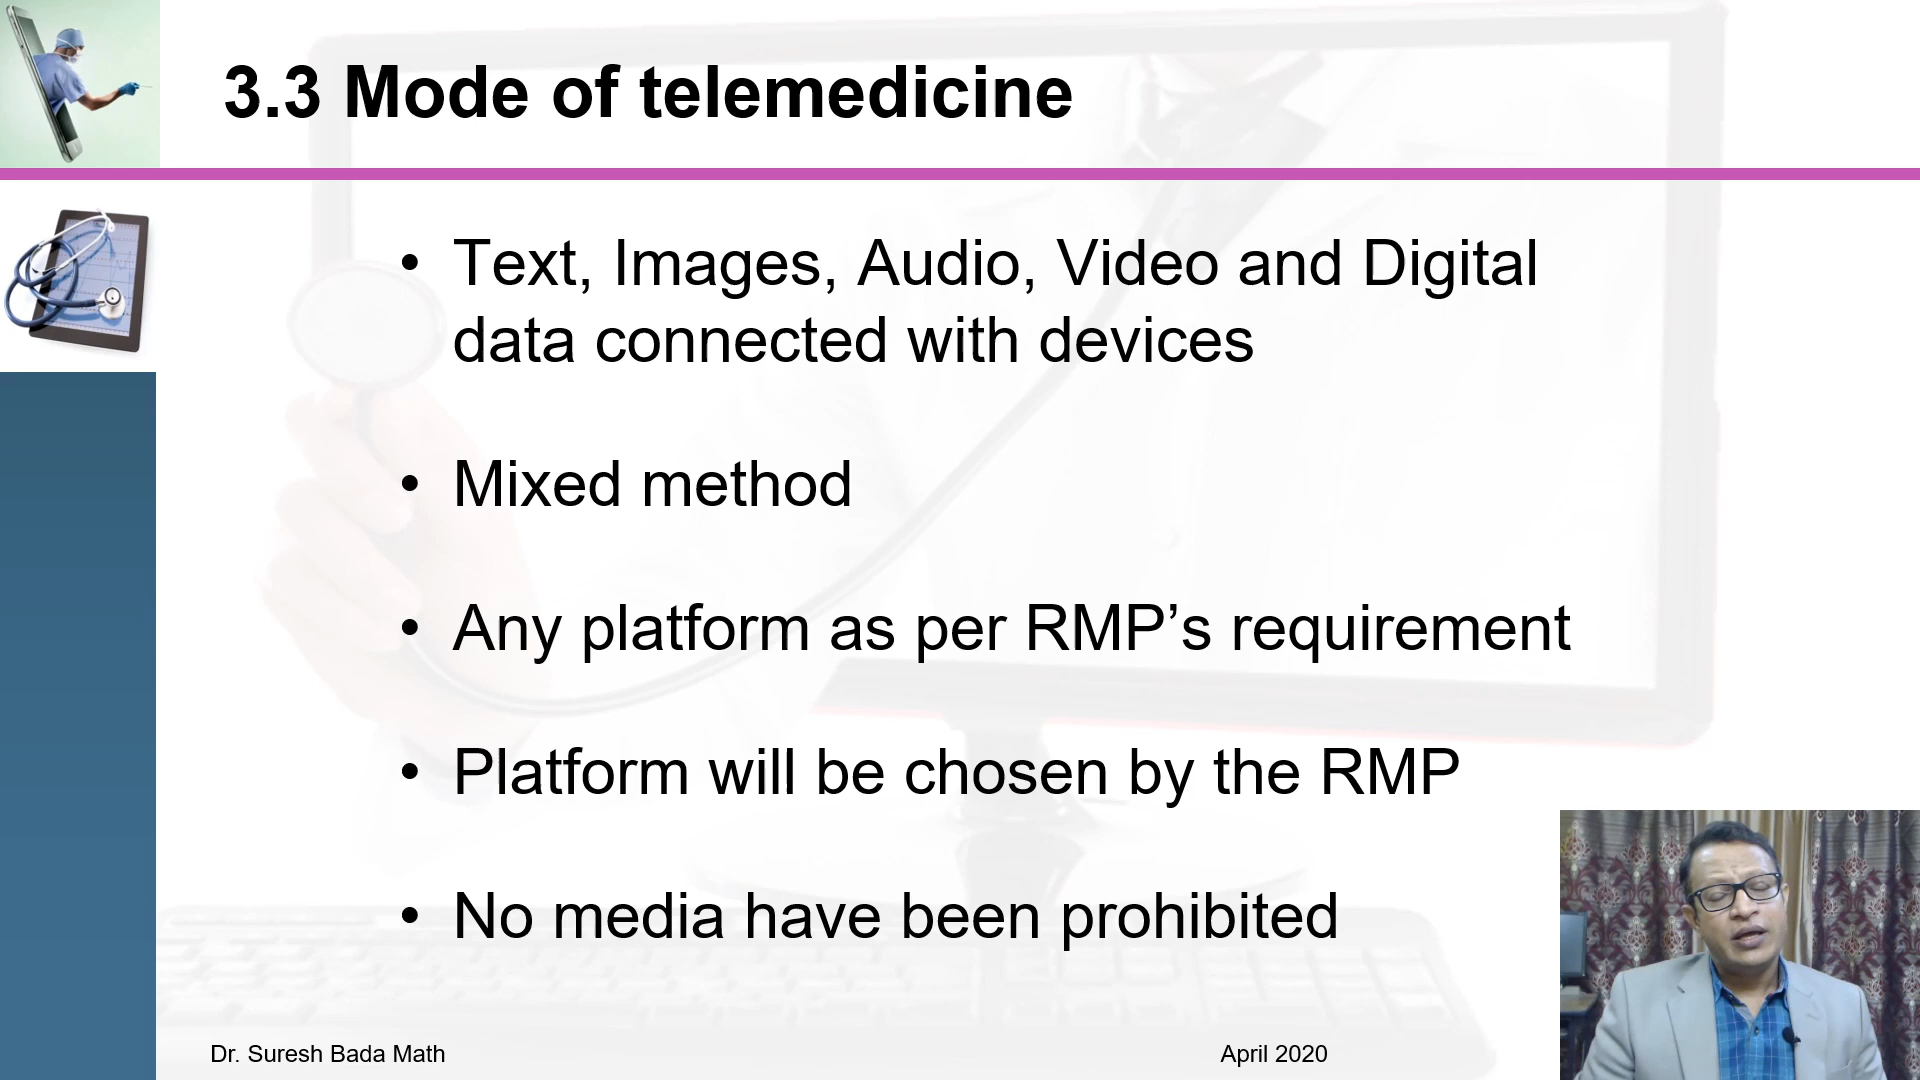 3.3 Mode of telemedicine
• Text, Images, Audio, Video and Digital
data connected with devices
• Mixed method
• Any platform as per RMP’s requirement
• Platform will be chosen by the RMP
• No media have been prohibited
Dr. Suresh Bada Math
April 2020